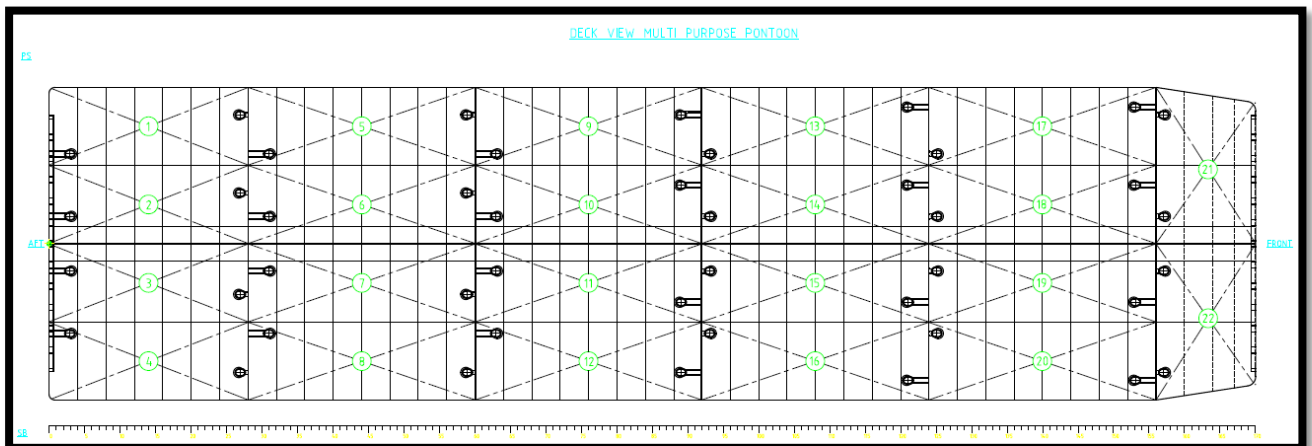 DECK VIEW MULTI PURPOSE PONTOON
PS
1 5 9 13 17
21
2 6 10 14 18
AFT FRONT
3 7 11 15 19
22
4 8 12 16 20
SB